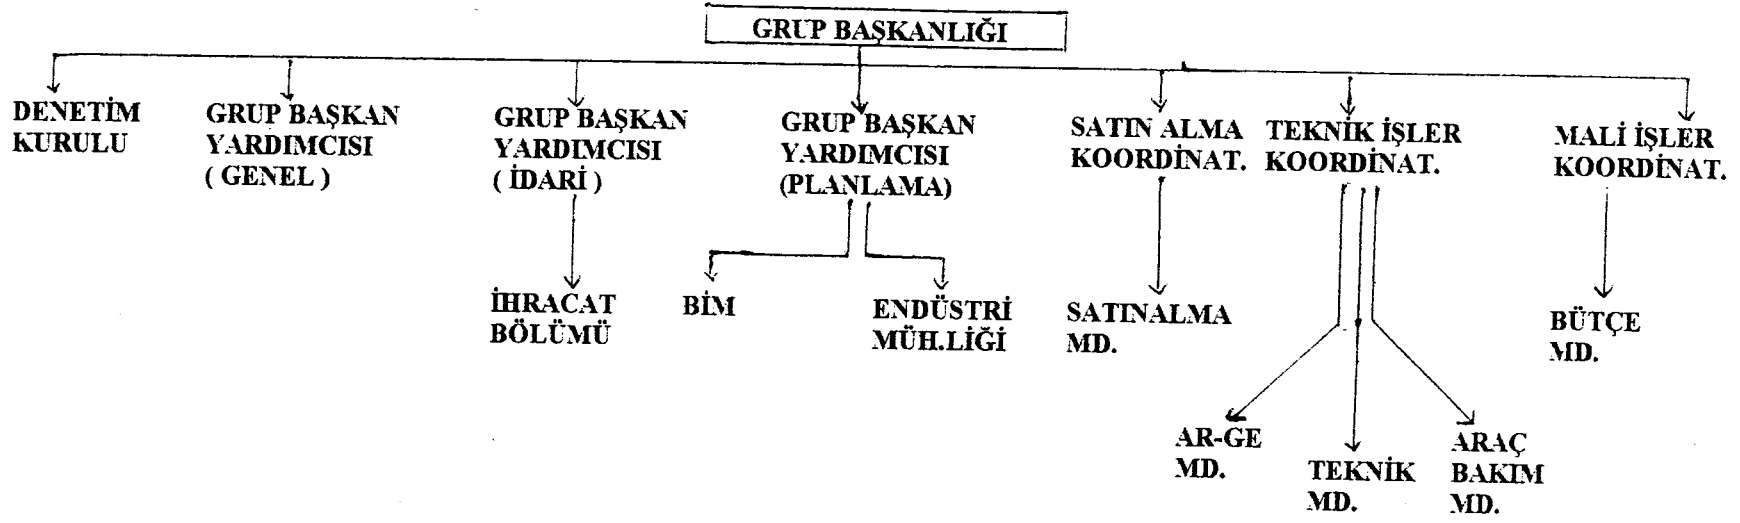 GRUP BAŞKANLIĞI
DENETİM
KURULU
GRUP BAŞKAN
YARDIMCISI
( GENEL )
GRUP BAŞKAN
YARDIMCISI
( İDARİ )
GRUP BAŞKAN
YARDIMCISI
(PLANLAMA)
SATIN ALMA
KOORDİNAT.
TEKNİK İŞLER
KOORDİNAT.
MALİ İŞLER
KOORDİNAT.
İHRACAT
BÖLÜMÜ
BİM
ENDÜSTRİ
MÜH.LİĞİ
SATINALMA
MD.
BÜTÇE
MD.
AR-GE
MD.
TEKNİK
MD.
ARAÇ
BAKIM
MD.